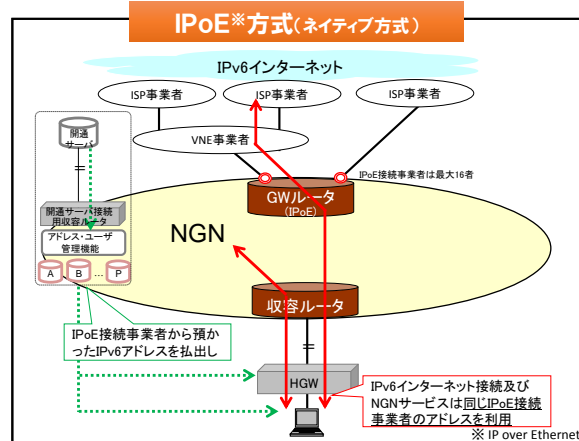 IPoE※方式(ネイティブ方式)
IPv6インターネット
ISP事業者
ISP事業者
ISP事業者
VNE事業者
開通
サーバ
IPoE接続事業者は最大16者
GWルータ
(IPoE)
開通サーバ接続
用収容ルータ
アドレス・ユーザ
管理機能
NGN
A
B
…
P
収容ルータ
IPoE接続事業者から預か
ったIPv6アドレスを払出し
HGW
IPv6インターネット接続及び
NGNサービスは同じIPoE接続
事業者のアドレスを利用
※ IP over Ethernet